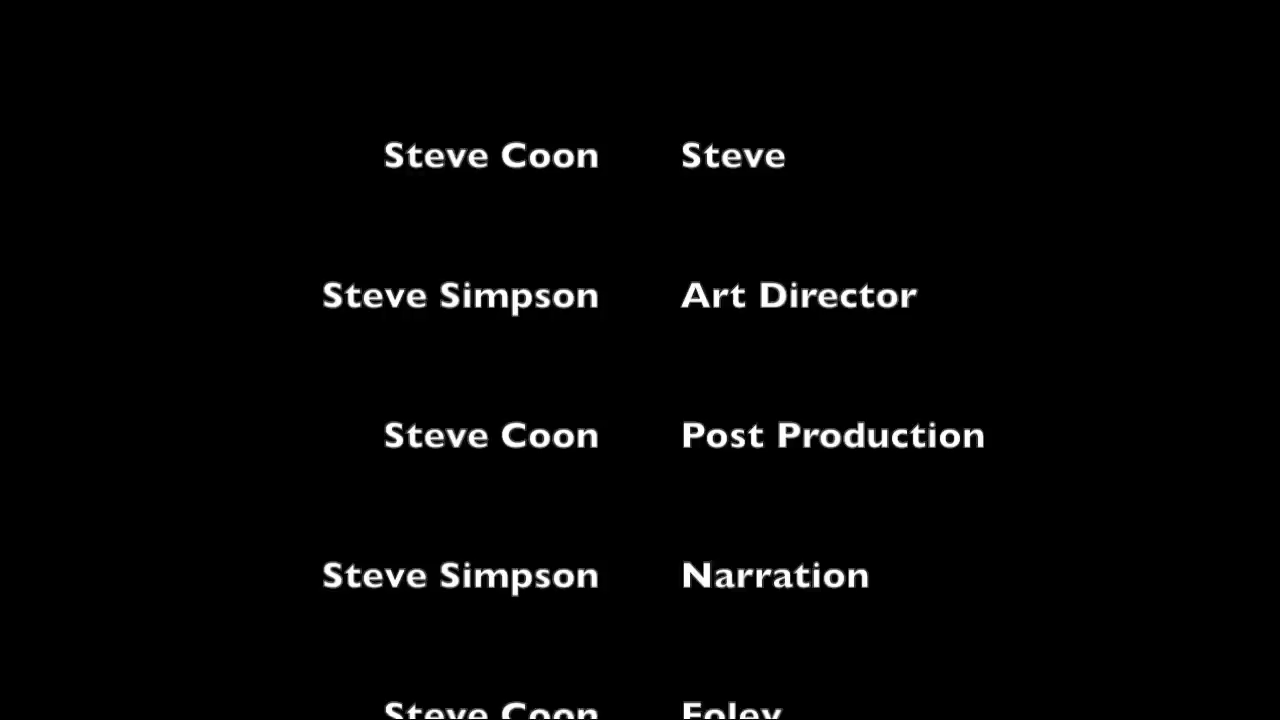 Steve Coon Steve
Steve Simpson Art Director
Steve Coon Post Production
Steve Simpson Narration
Steve Coon Foley